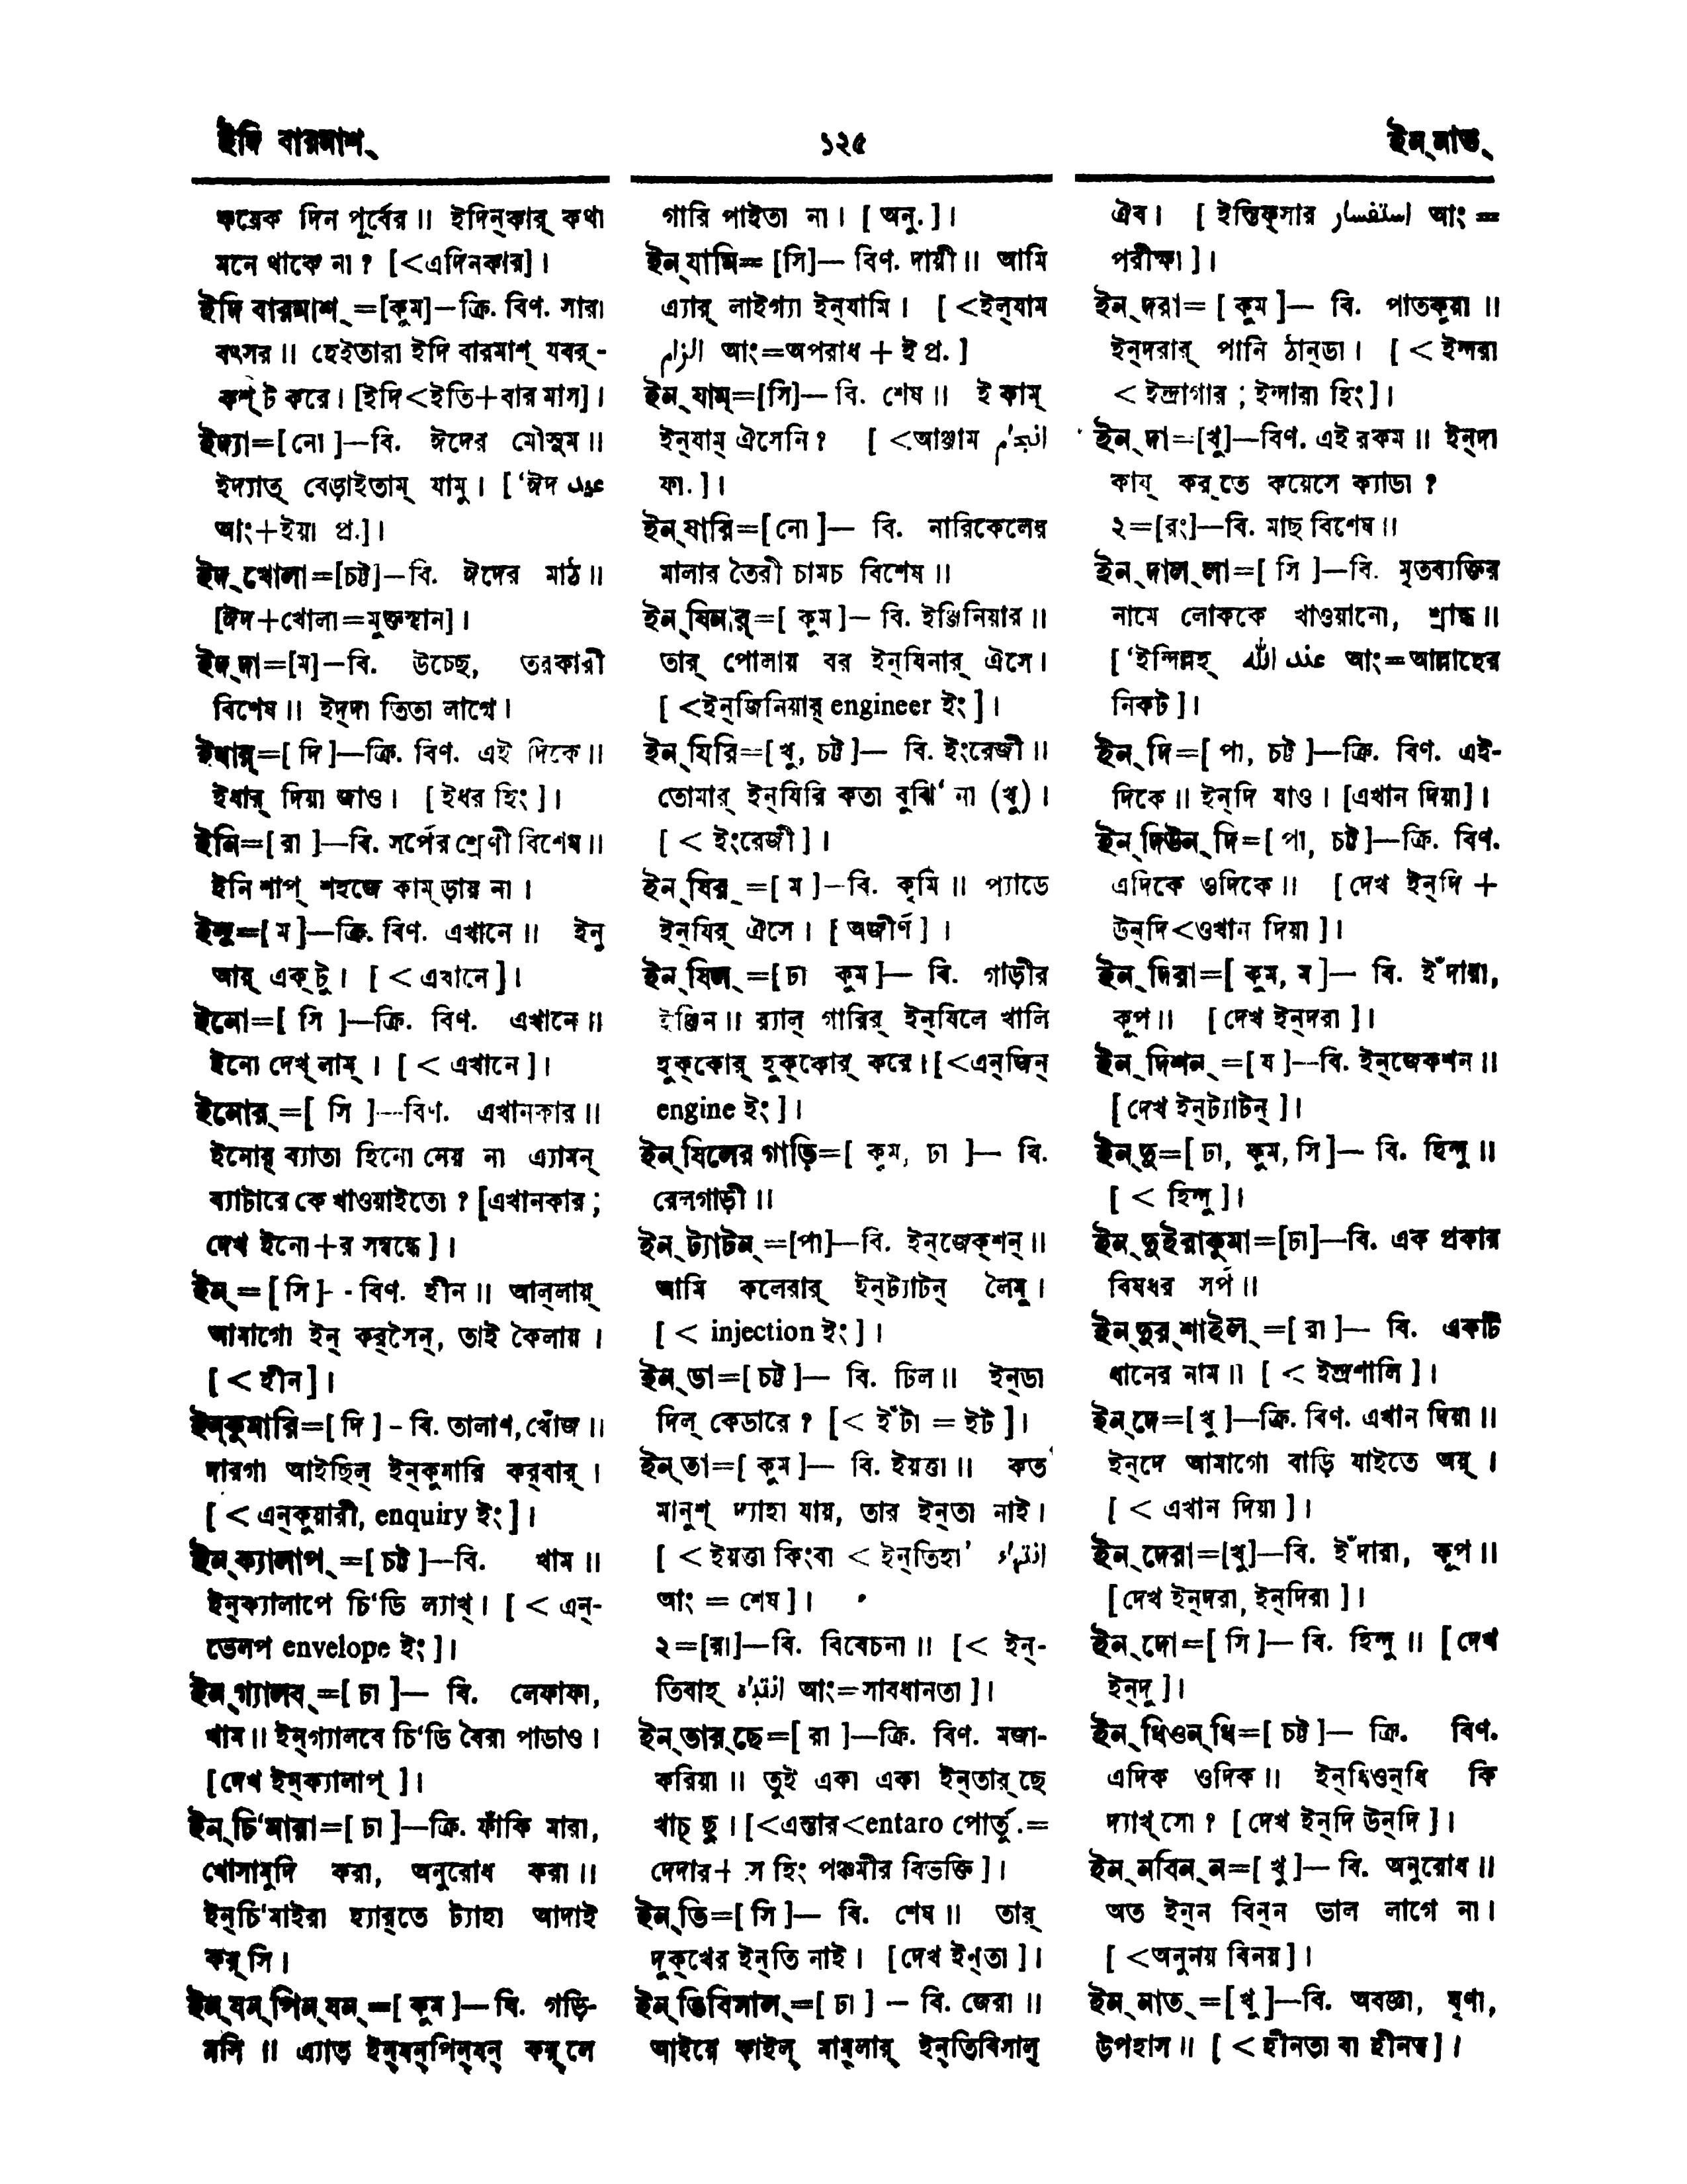 ইদি বারমাশ্
১২৫
ইন্নাত্
কয়েক দিন পূর্বের॥ ইদিন্কার্ কথা
মনে থাকে না? [<এদিনকার]।
ইদি বারমাশ্=[কুম]—ক্রি. বিণ. সারা
বৎসর॥ হেইতারা ইদি বারমাশ্ যবর্-
কশ্ট করে। [ইদি<ইতি+বার মাস]।
ইদ্যা=[নো]—বি. ঈদের মৌসুম॥
ইদ্যাত্ বেড়াইতাম্ যামু। [‘ঈদ عيد
আং+ইয়া প্র.]।
ইদ্খোলা=[চট্ট]—বি. ঈদের মাঠ॥
[ঈদ+খোলা=মুক্তস্থান]।
ইদ্দা=[ম]—বি. উচ্ছে, তরকারী
বিশেষ॥ ইদ্দা তিতা লাগে।
ইধার্=[দি]—ক্রি. বিণ. এই দিকে॥
ইধার্ দিয়া জাও। [ইধর হিং]।
ইনি=[রা]—বি. সর্পের শ্রেণী বিশেষ॥
ইনি শাপ্ শহজে কাম্ড়ায় না।
ইনু=[ম]—ক্রি. বিণ. এখানে॥ ইনু
আয়্ একটু। [<এখানে]।
ইনো=[সি]—ক্রি. বিণ. এখানে॥
ইনো দেখ্লাম্। [<এখানে]।
ইনোর্=[সি]—বিণ. এখানকার॥
ইনোর্ ব্যাতা হিনো নেয় না এ্যামন্
ব্যাটারে কে খাওয়াইতো? [এখানকার;
দেখ ইনো+র সম্বন্ধে]।
ইন্=[সি]--বিণ. হীন॥ আল্লায়্
আমাগো ইন্ কর্সৈন্, তাই কৈলায়।
[<হীন]।
ইন্কুমারি=[দি]-বি. তালাশ, খোঁজ॥
দারগা আইছিল্ ইন্কুমারি কর্বার্।
[<এন্কুয়ারী, enquiry ইং]।
ইন্ক্যালাপ্=[চট্ট]—বি. খাম॥
ইন্ক্যালাপে চি‘ডি ল্যাখ্। [<এন্-
ভেলপ envelope ইং]।
ইন্গ্যালব্=[ঢা]—বি. লেফাফা,
খাম॥ ইন্গ্যালবে চি‘ডি বৈরা পাডাও।
[দেখ ইন্ক্যালাপ্]।
ইন্চি‘মারা=[ঢা]—ক্রি. ফাঁকি মারা,
খোসামুদি করা, অনুরোধ করা॥
ইন্চি‘মাইরা হ্যার্তে ট্যাহা আদাই
কর্সি।
ইন্যন্পিন্যন্=[কুম]—বি. গড়ি-
মসি॥ এ্যাত্ ইন্যন্পিন্যন্ কর্লে
গারি পাইতা না। [অনু.]।
ইন্যামি=[সি]—বিণ. দায়ী॥ আমি
এ্যার্ লাইগ্যা ইন্যামি। [<ইল্যাম
الزام আং=অপরাধ+ই প্র.]
ইন্যাম্=[সি]—বি. শেষ॥ ই কাম্
ইন্যাম্ ঐসেনি? [<আঞ্জাম انجام
ফা.]।
ইন্যারি=[নো]—বি. নারিকেলের
মালার তৈরী চামচ বিশেষ॥
ইন্যিনার্=[কুম]—বি. ইঞ্জিনিয়ার॥
তার্ পোলায় বর ইন্যিনার্ ঐসে।
[<ইন্জিনিয়ার্ engineer ইং]।
ইন্যিরি=[খু, চট্ট]—বি. ইংরেজী॥
তোমার্ ইন্যিরি কতা বুঝি‘ না (খু)।
[<ইংরেজী]।
ইন্যির্=[ম]—বি. কৃমি॥ প্যাডে
ইন্যির্ ঐসে। [অজীর্ণ]।
ইন্যিল্=[ঢা কুম]—বি. গাড়ীর
ইঞ্জিন॥ র‍্যাল্ গারির্ ইন্যিলে খালি
হুক্কোর্ হুক্কোর্ করে। [<এন্জিন্
engine ইং]।
ইন্যিলের গাড়ি=[কুম, ঢা]—বি.
রেলগাড়ী॥
ইন্ট্যাটন্=[পা]—বি. ইন্জেক্শন্॥
আমি কলেরার্ ইন্ট্যাটন্ লৈমু।
[<injection ইং]।
ইন্ডা=[চট্ট]—বি. ঢিল॥ ইন্ডা
দিল্ কেডারে? [<ইঁটা=ইট]।
ইন্তা=[কুম]—বি. ইয়ত্তা॥ কত
মানুশ্ দ্যাহা যায়, তার ইন্তা নাই।
[<ইয়ত্তা কিংবা <ইন্তিহা’ انتهاء
আং=শেষ]।
২=[রা]—বি. বিবেচনা॥ [<ইন্-
তিবাহ্ انتباه আং=সাবধানতা]।
ইন্তার্ছে=[রা]—ক্রি. বিণ. মজা-
করিয়া॥ তুই একা একা ইন্তার্ছে
খাচ্ছু। [<এন্তার<entaro পোর্তু.=
দেদার+স হিং পঞ্চমীর বিভক্তি]।
ইন্তি=[সি]—বি. শেষ॥ তার্
দুক্খের ইন্তি নাই। [দেখ ইন্তা]।
ইন্তিবিসাল্=[ঢা]—বি. জেরা॥
আইয়ে ফাইল্ মাম্লার্ ইন্তিবিসাল্
ঐব। [ইস্তিফ্সার استفسار আং=
পরীক্ষা]।
ইন্দরা=[কুম]—বি. পাতকূয়া॥
ইন্দরার্ পানি ঠান্ডা। [<ইন্দরা
<ইন্দ্রাগার; ইন্দারা হিং]।
ইন্দা=[খু]—বিণ. এই রকম॥ ইন্দা
কায্ কর্তে কয়েসে ক্যাডা?
২=[রং]—বি. মাছ বিশেষ॥
ইন্দাল্লা=[সি]—বি. মৃতব্যক্তির
নামে লোককে খাওয়ানো, শ্রাদ্ধ॥
[‘ইন্দিল্লহ্ عند الله আং=আল্লাহের
নিকট]।
ইন্দি=[পা, চট্ট]—ক্রি. বিণ. এই-
দিকে॥ ইন্দি যাও। [এখান দিয়া]।
ইন্দিউন্দি=[পা, চট্ট]—ক্রি. বিণ.
এদিকে ওদিকে॥ [দেখ ইন্দি+
উন্দি<ওখান দিয়া]।
ইন্দিরা=[কুম, ম]—বি. ইঁদারা,
কূপ॥ [দেখ ইন্দরা]।
ইন্দিশন্=[য]—বি. ইন্জেকশন॥
[দেখ ইন্ট্যাটন্]।
ইন্দু=[ঢা, কুম, সি]—বি. হিন্দু॥
[<হিন্দু]।
ইন্দুইরাকুমা=[ঢা]—বি. এক প্রকার
বিষধর সর্প॥
ইন্দুর্শাইল্=[রা]—বি. একটি
ধানের নাম॥ [<ইন্দ্রশালি]।
ইন্দে=[খু]—ক্রি. বিণ. এখান দিয়া॥
ইন্দে আমাগো বাড়ি যাইতে অয়্।
[<এখান দিয়া]।
ইন্দেরা=[খু]—বি. ইঁদারা, কূপ॥
[দেখ ইন্দরা, ইন্দিরা]।
ইন্দো=[সি]—বি. হিন্দু॥ [দেখ
ইন্দু]।
ইন্ধিওন্ধি=[চট্ট]—ক্রি. বিণ.
এদিক ওদিক॥ ইন্ধিওন্ধি কি
দ্যাখ্সো? [দেখ ইন্দি উন্দি]।
ইন্নবিন্ন=[খু]—বি. অনুরোধ॥
অত ইন্ন বিন্ন ভাল লাগে না।
[<অনুনয় বিনয়]।
ইন্নাত্=[খু]—বি. অবজ্ঞা, ঘৃণা,
উপহাস॥ [<হীনতা বা হীনত্ব]।